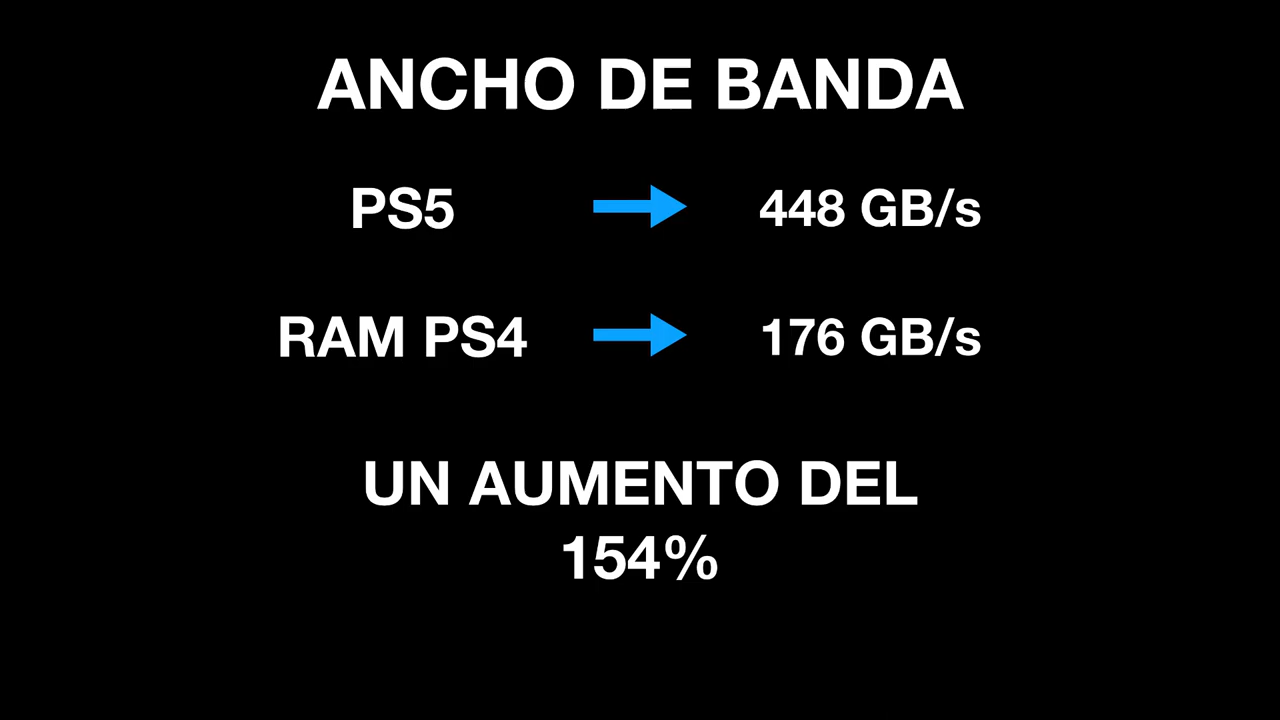 ANCHO DE BANDA
PS5 448 GB/s
RAM PS4 176 GB/s
UN AUMENTO DEL
154%